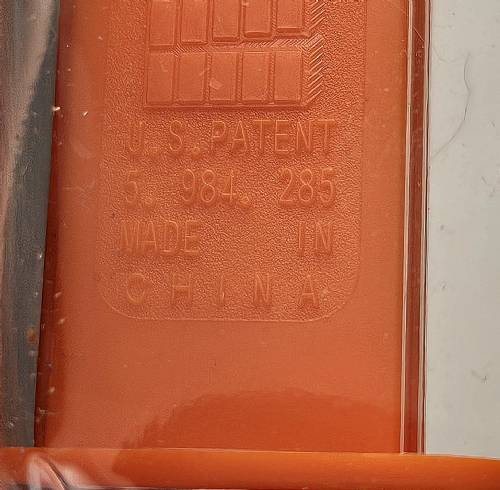 U.S.PATENT
5. 984. 285
MADE IN
CHINA